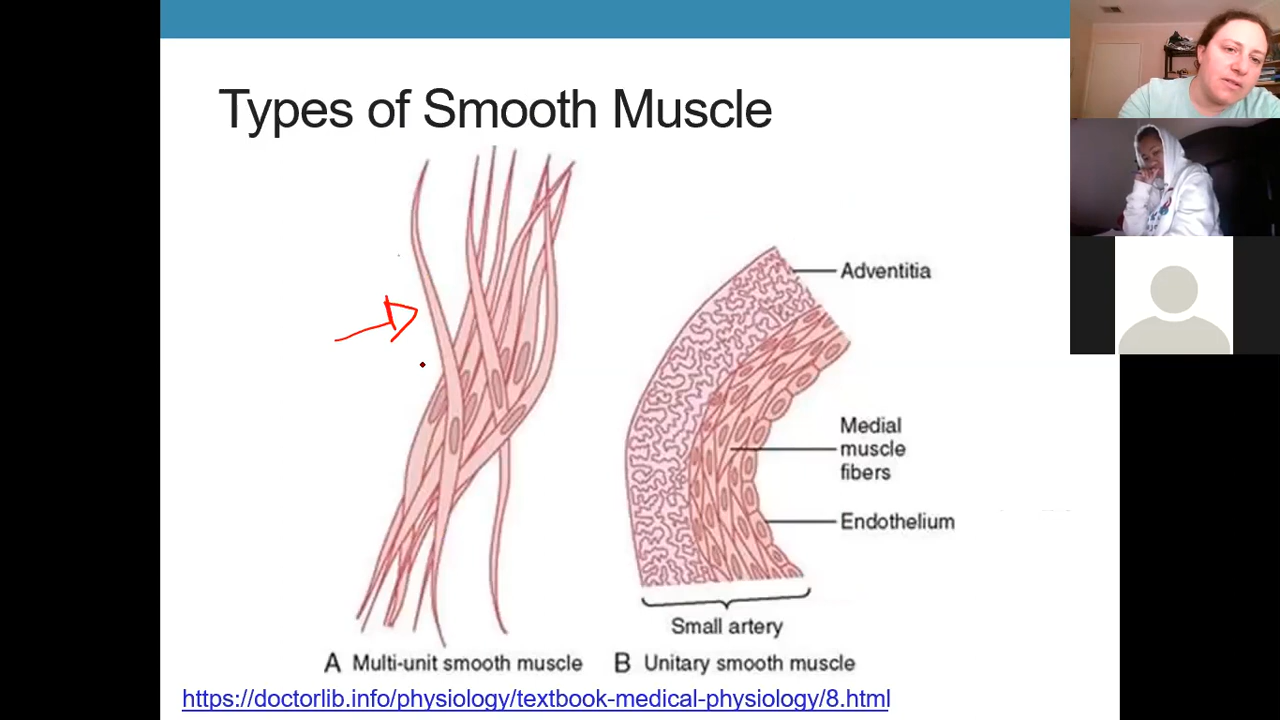 Types of Smooth Muscle
Adventitia
Medial
muscle
fibers
Endothelium
Small artery
A Multi-unit smooth muscle
B Unitary smooth muscle
https://doctorlib.info/physiology/textbook-medical-physiology/8.html